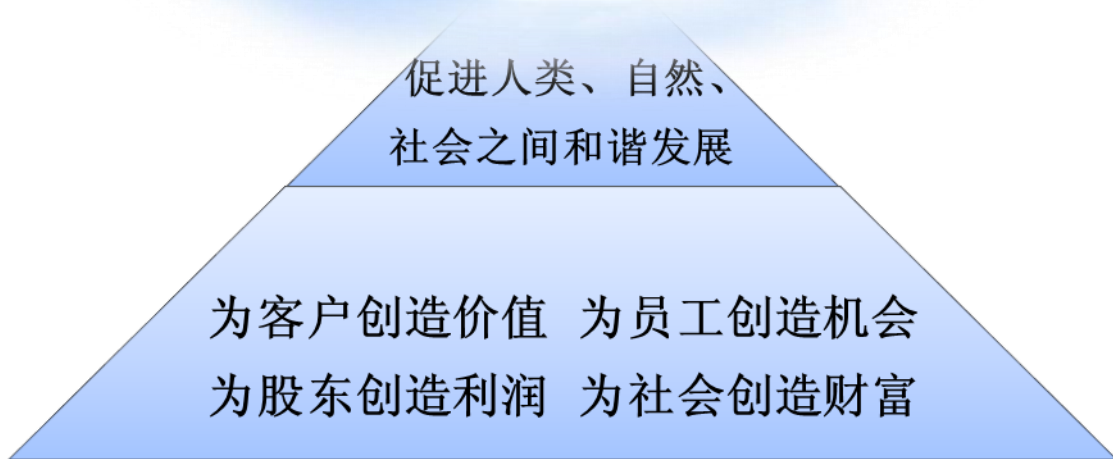 促进人类、自然、
社会之间和谐发展
为客户创造价值 为员工创造机会
为股东创造利润 为社会创造财富